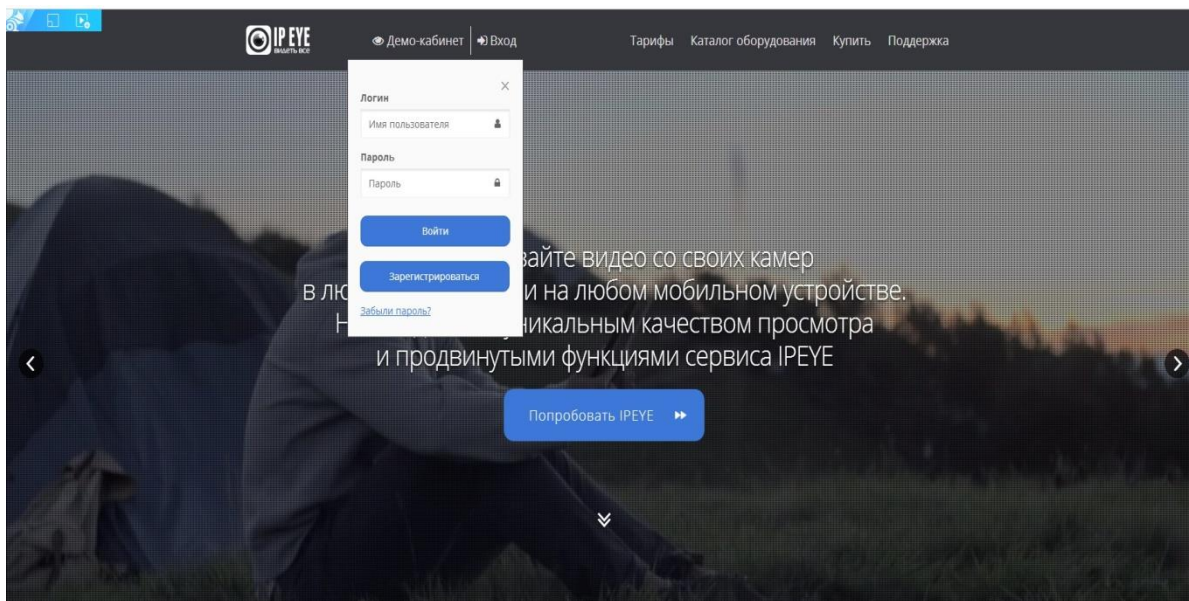 IP EYE
ВИДЕТЬ ВСЕ
Демо-кабинет
Вход
Тарифы
Каталог оборудования
Купить
Поддержка
Логин
Имя пользователя
Пароль
Пароль
Войти
Зарегистрироваться
Забыли пароль?
айте видео со своих камер
в лю и на любом мобильном устройстве.
никальным качеством просмотра
и продвинутыми функциями сервиса IPEYE
Попробовать IPEYE